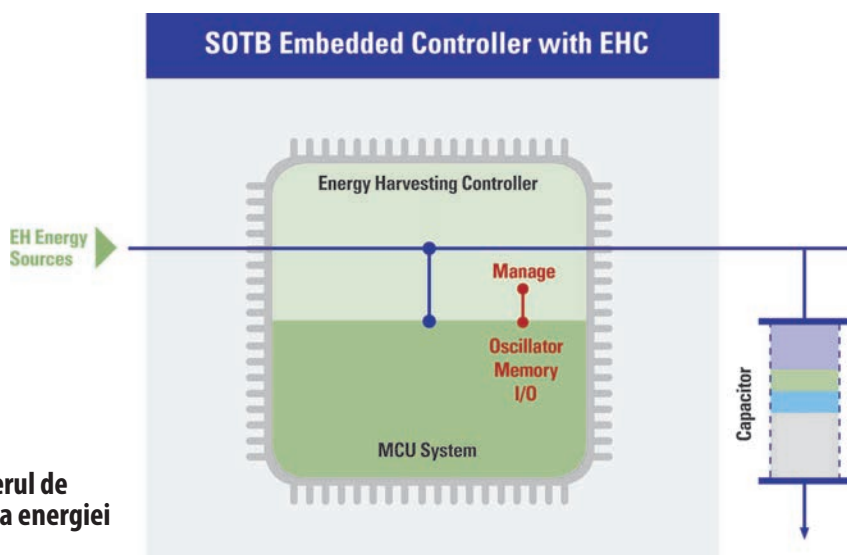 SOTB Embedded Controller with EHC
Energy Harvesting Controller
EH Energy
Sources
Manage
Oscillator
Memory
I/O
MCU System
Capacitor
de
a energiei